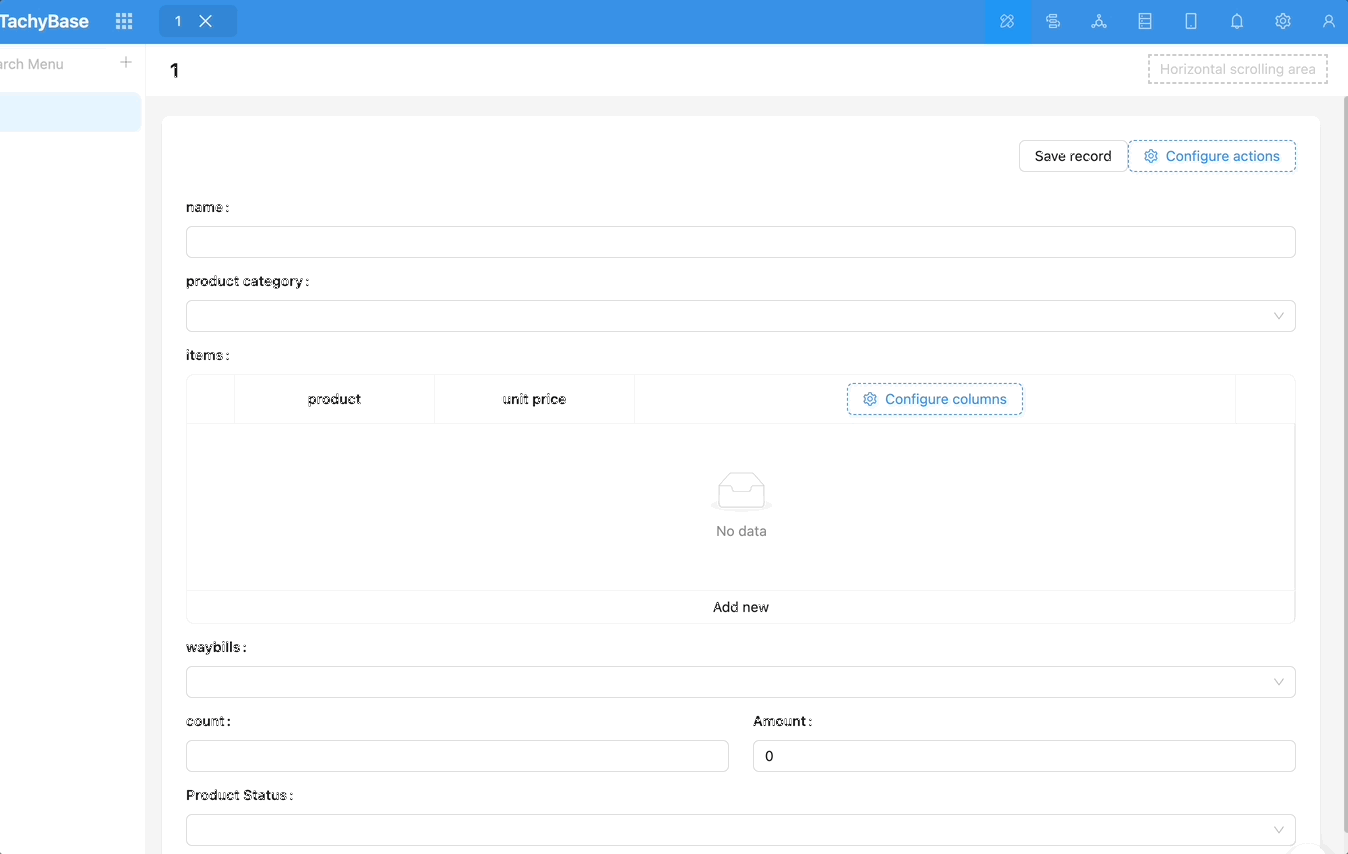 TachyBase
1
arch Menu
1
Horizontal scrolling area
Save record
Configure actions
name:
product category:
items:
product
unit price
Configure columns
No data
Add new
waybills:
count:
Amount:
0
Product Status: